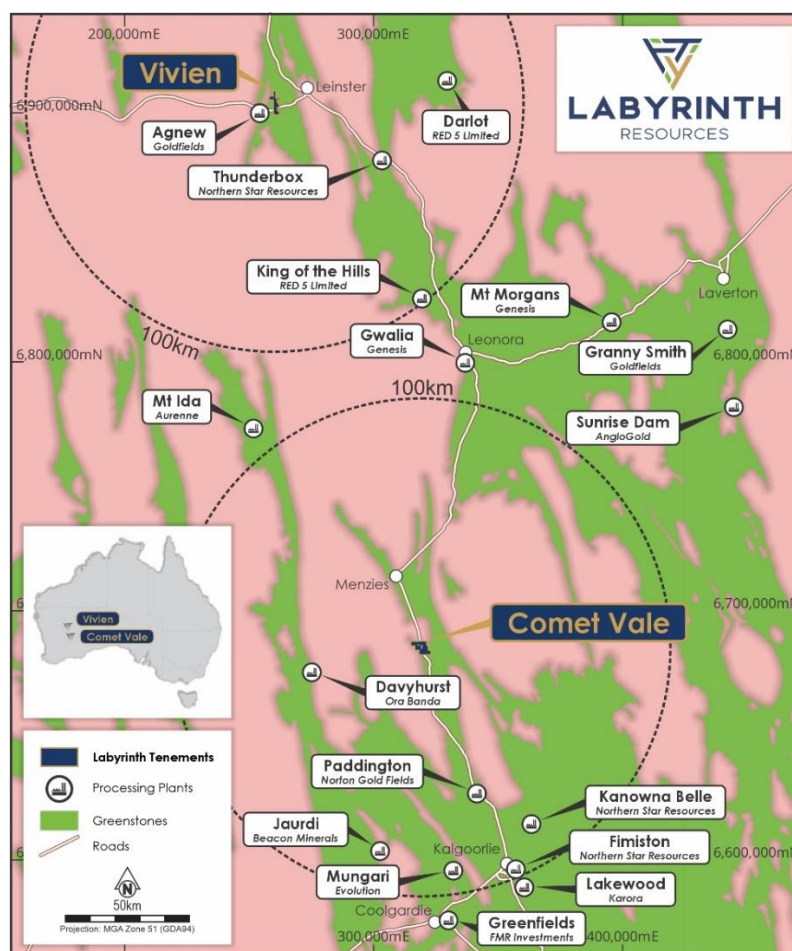 200,000mE
300,000mE
LABYRINTH
RESOURCES
Vivien
Leinster
6,900,000mN
Agnew
Goldfields
Darlot
RED 5 Limited
Thunderbox
Northern Star Resources
King of the Hills
RED 5 Limited
Mt Morgans
Genesis
Laverton
100km
Gwalia
Genesis
Leonora
Granny Smith
Goldfields
6,800,000mN
6,800,000mN
100km
Mt Ida
Aurenne
Sunrise Dam
AngloGold
Menzies
Vivien
Comet Vale
6,700,000mN
Comet Vale
Davyhurst
Ora Banda
Labyrinth Tenements
Processing Plants
Greenstones
Roads
N
50km
Projection: MGA Zone 51 (GDA94)
Paddington
Norton Gold Fields
Kanowna Belle
Northern Star Resources
Jaurdi
Beacon Minerals
Kalgoorlie
Fimiston
Northern Star Resources
6,600,000mN
Mungari
Evolution
Lakewood
Karora
Coolgardie
Greenfields
FMR Investments
300,000mE
400,000mE